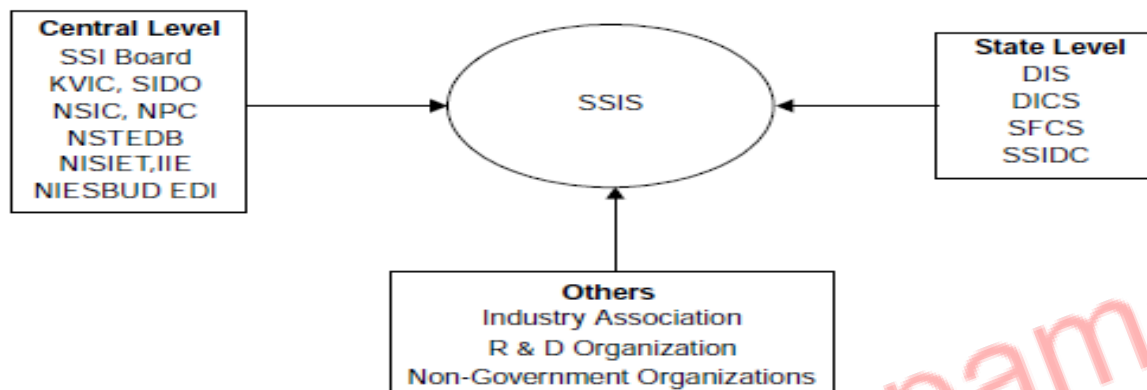 Central Level
SSI Board
KVIC, SIDO
NSIC, NPC
NSTEDB
NISIET,IIE
NIESBUD EDI
SSIS
State Level
DIS
DICS
SFCS
SSIDC
Others
Industry Association
R & D Organization
Non-Government Organizations